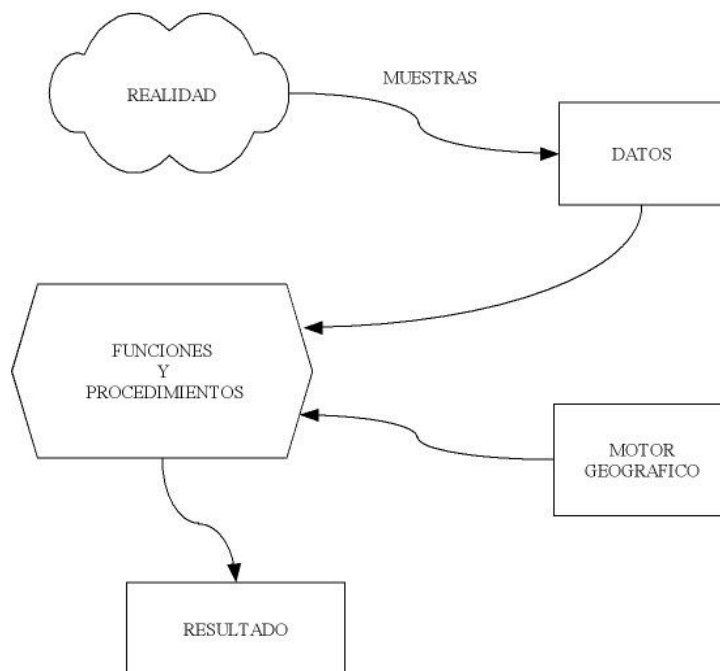 REALIDAD
MUESTRAS
DATOS
FUNCIONES
Y
PROCEDIMIENTOS
MOTOR
GEOGRAFICO
RESULTADO